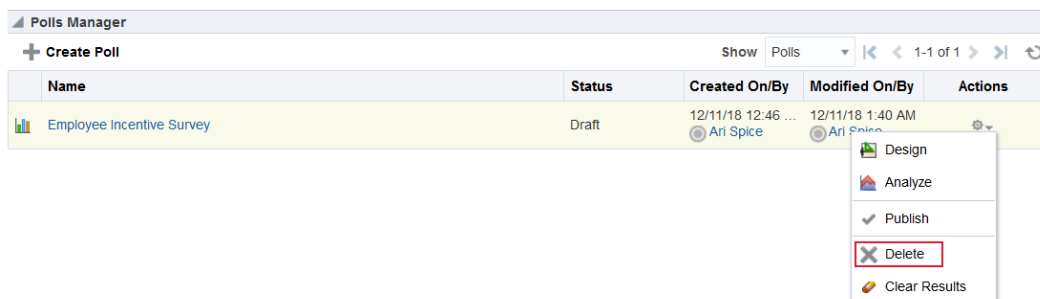 Polls Manager
Create Poll Show Polls 1-1 of 1
Name Status Created On/By Modified On/By Actions
Employee Incentive Survey Draft 12/11/18 12:46 ... 12/11/18 1:40 AM
Ari Spice Ari Spice
Design
Analyze
Publish
Delete
Clear Results